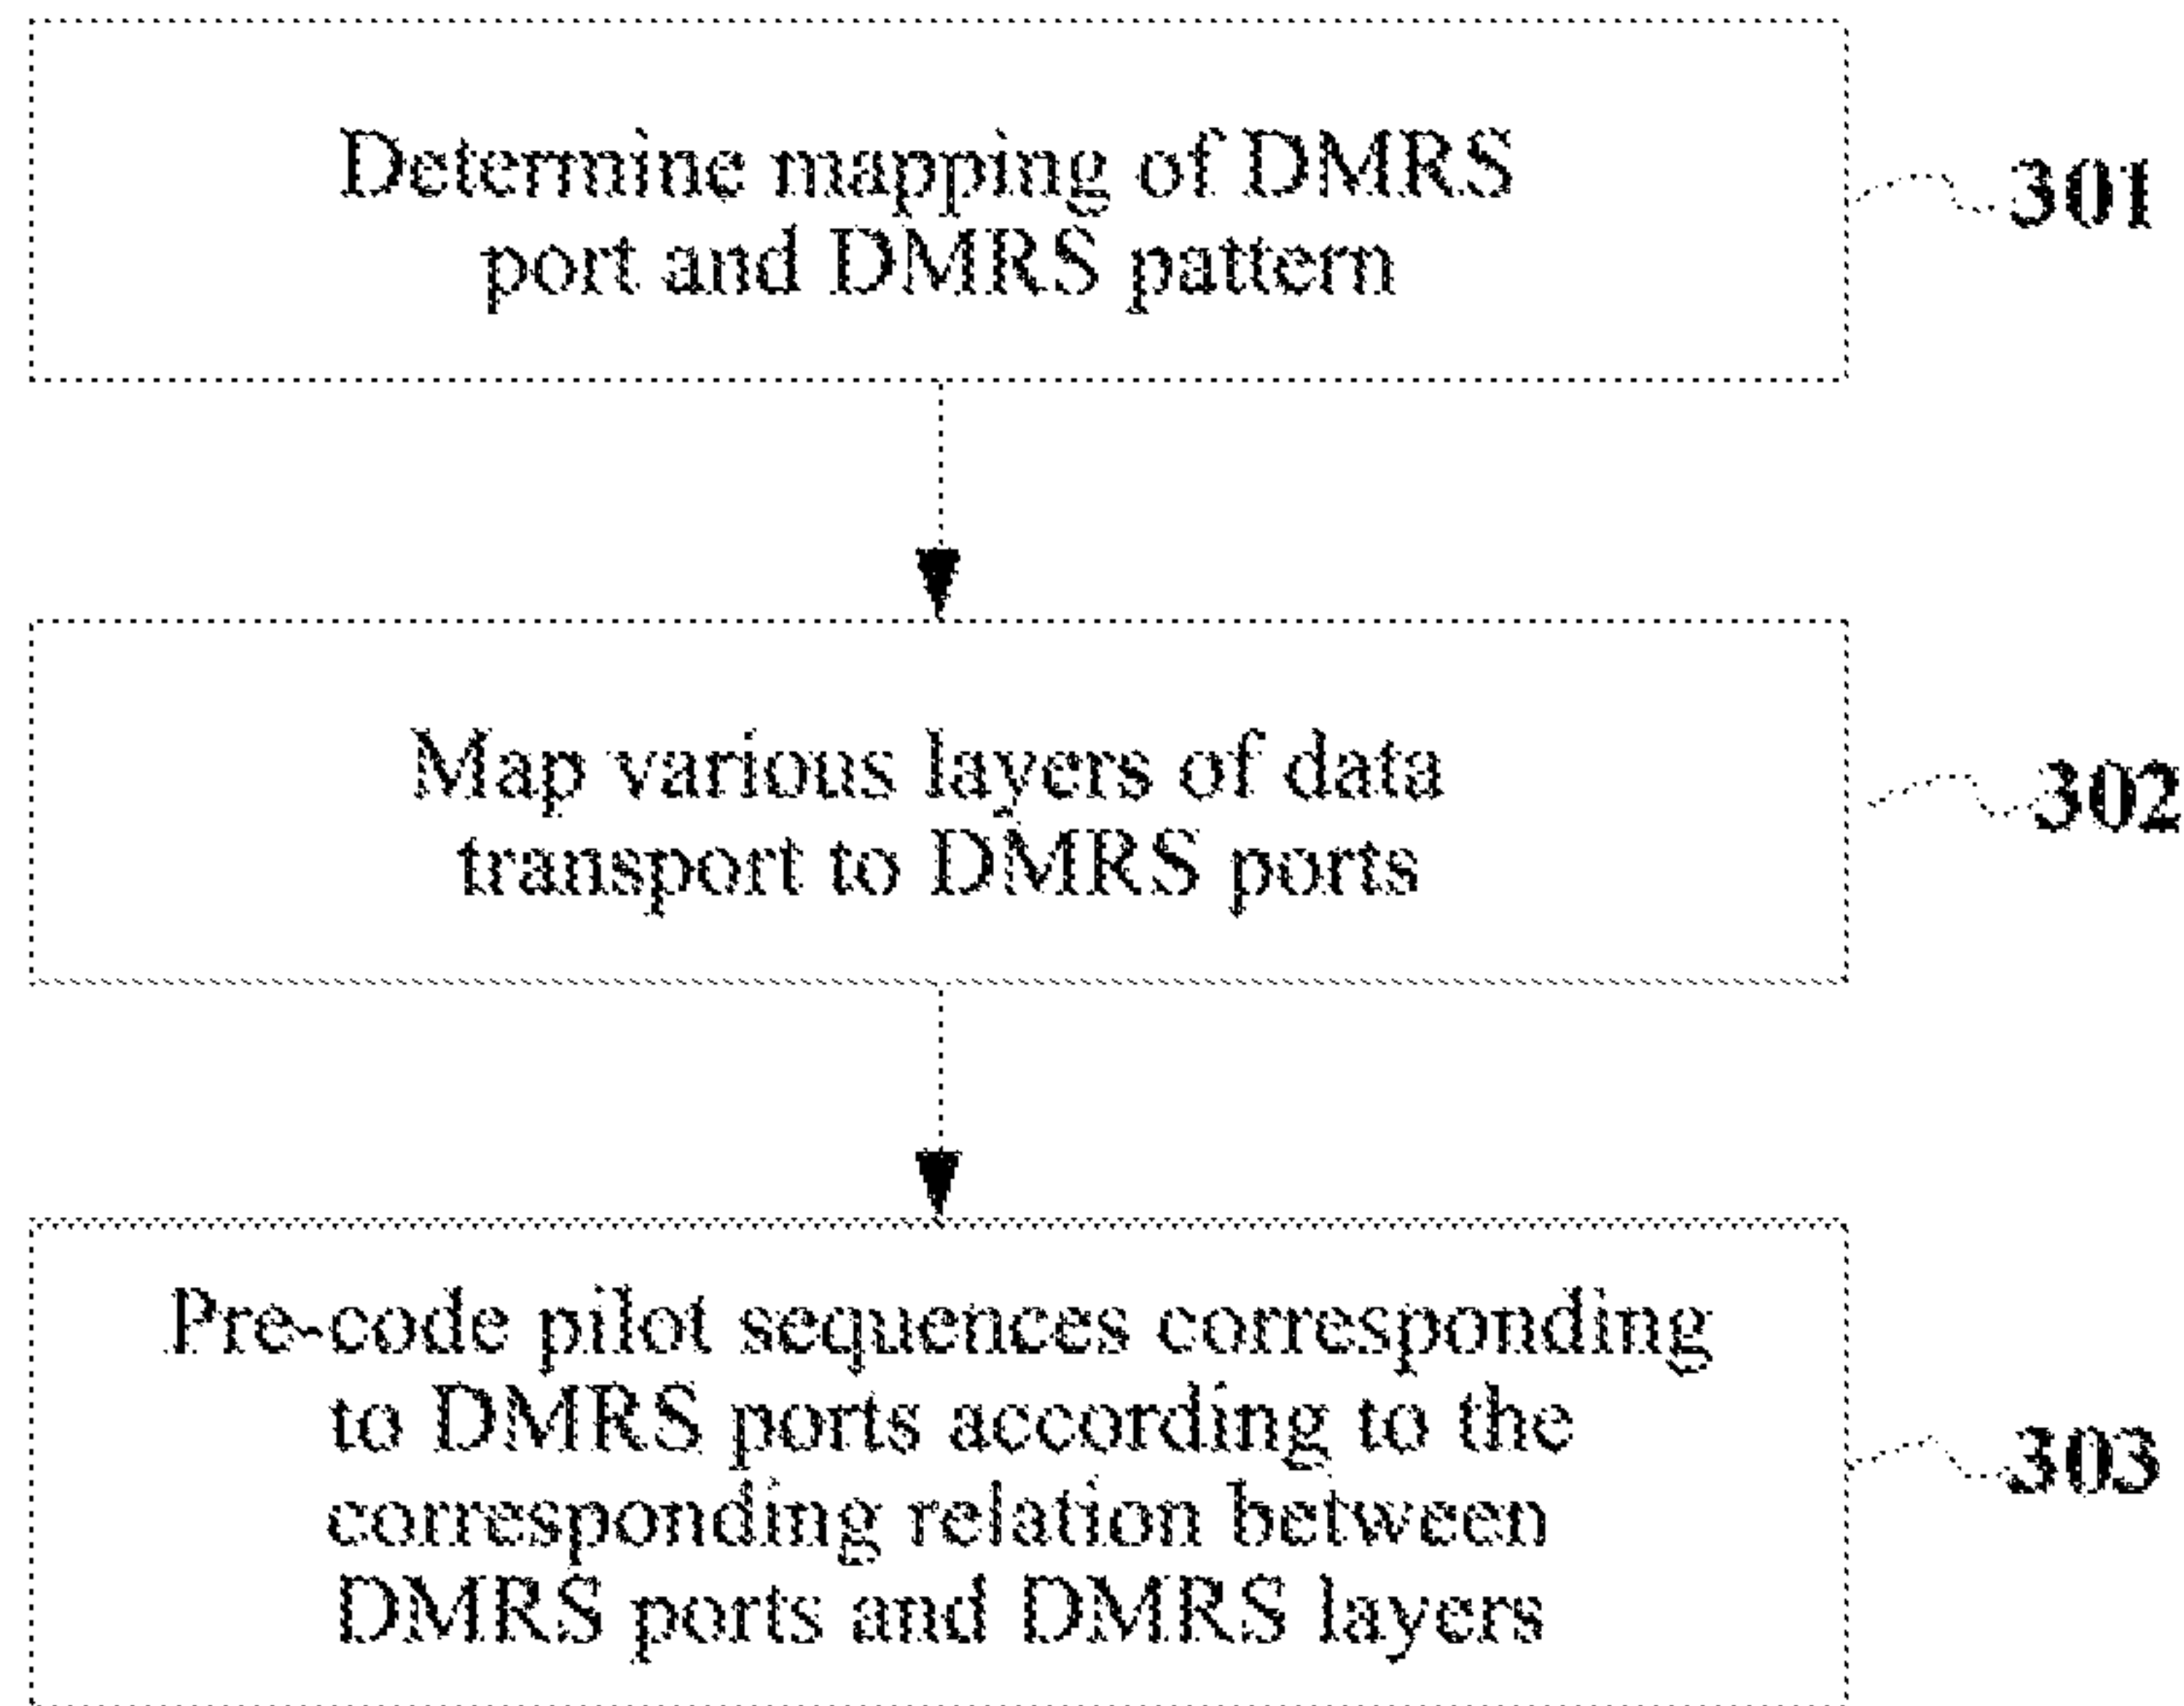 Determine mapping of DMRS
port and DMRS pattern
301
Map various layers of data
transport to DMRS ports
302
Pre-code pilot sequences corresponding
to DMRS ports according to the
corresponding relation between
DMRS ports and DMRS layers
303